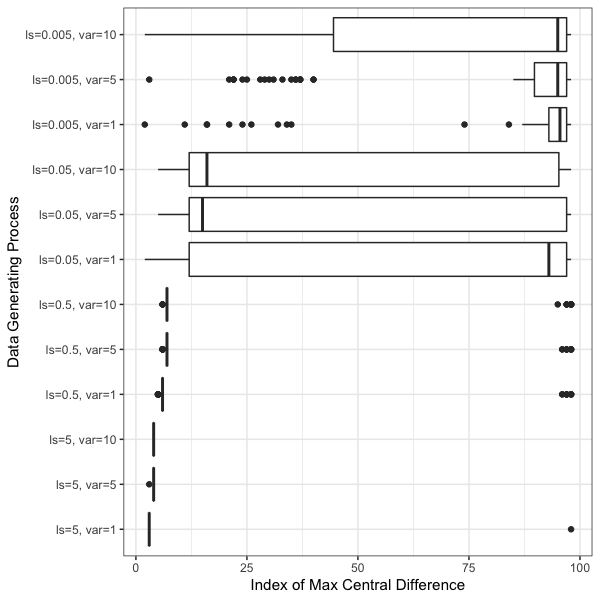 ls=0.005, var=10
ls=0.005, var=5
ls=0.005, var=1
ls=0.05, var=10
ls=0.05, var=5
ls=0.05, var=1
ls=0.5, var=10
ls=0.5, var=5
ls=0.5, var=1
ls=5, var=10
ls=5, var=5
ls=5, var=1
Data Generating Process
0 25 50 75 100
Index of Max Central Difference